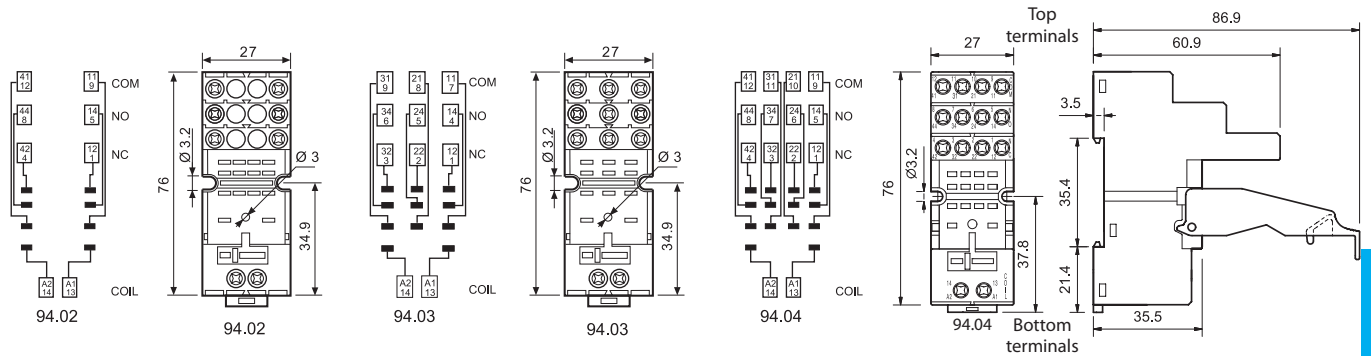 41 12
11 9
COM
44 8
14 5
NO
42 4
12 1
NC
A2 14
A1 13
COIL
94.02
27
76
Ø 3.2
Ø 3
34.9
94.02
31 9
21 8
11 7
COM
34 6
24 5
14 4
NO
32 3
22 2
12 1
NC
A2 14
A1 13
COIL
94.03
27
76
Ø 3.2
Ø 3
34.9
94.03
41 12
31 11
21 10
11 9
COM
44 8
34 7
24 6
14 5
NO
42 4
32 3
22 2
12 1
NC
A2 14
A1 13
COIL
94.04
Top
terminals
27
76
Ø3.2
37.8
14
13
A2
A1
94.04
Bottom
terminals
86.9
60.9
3.5
35.4
21.4
35.5